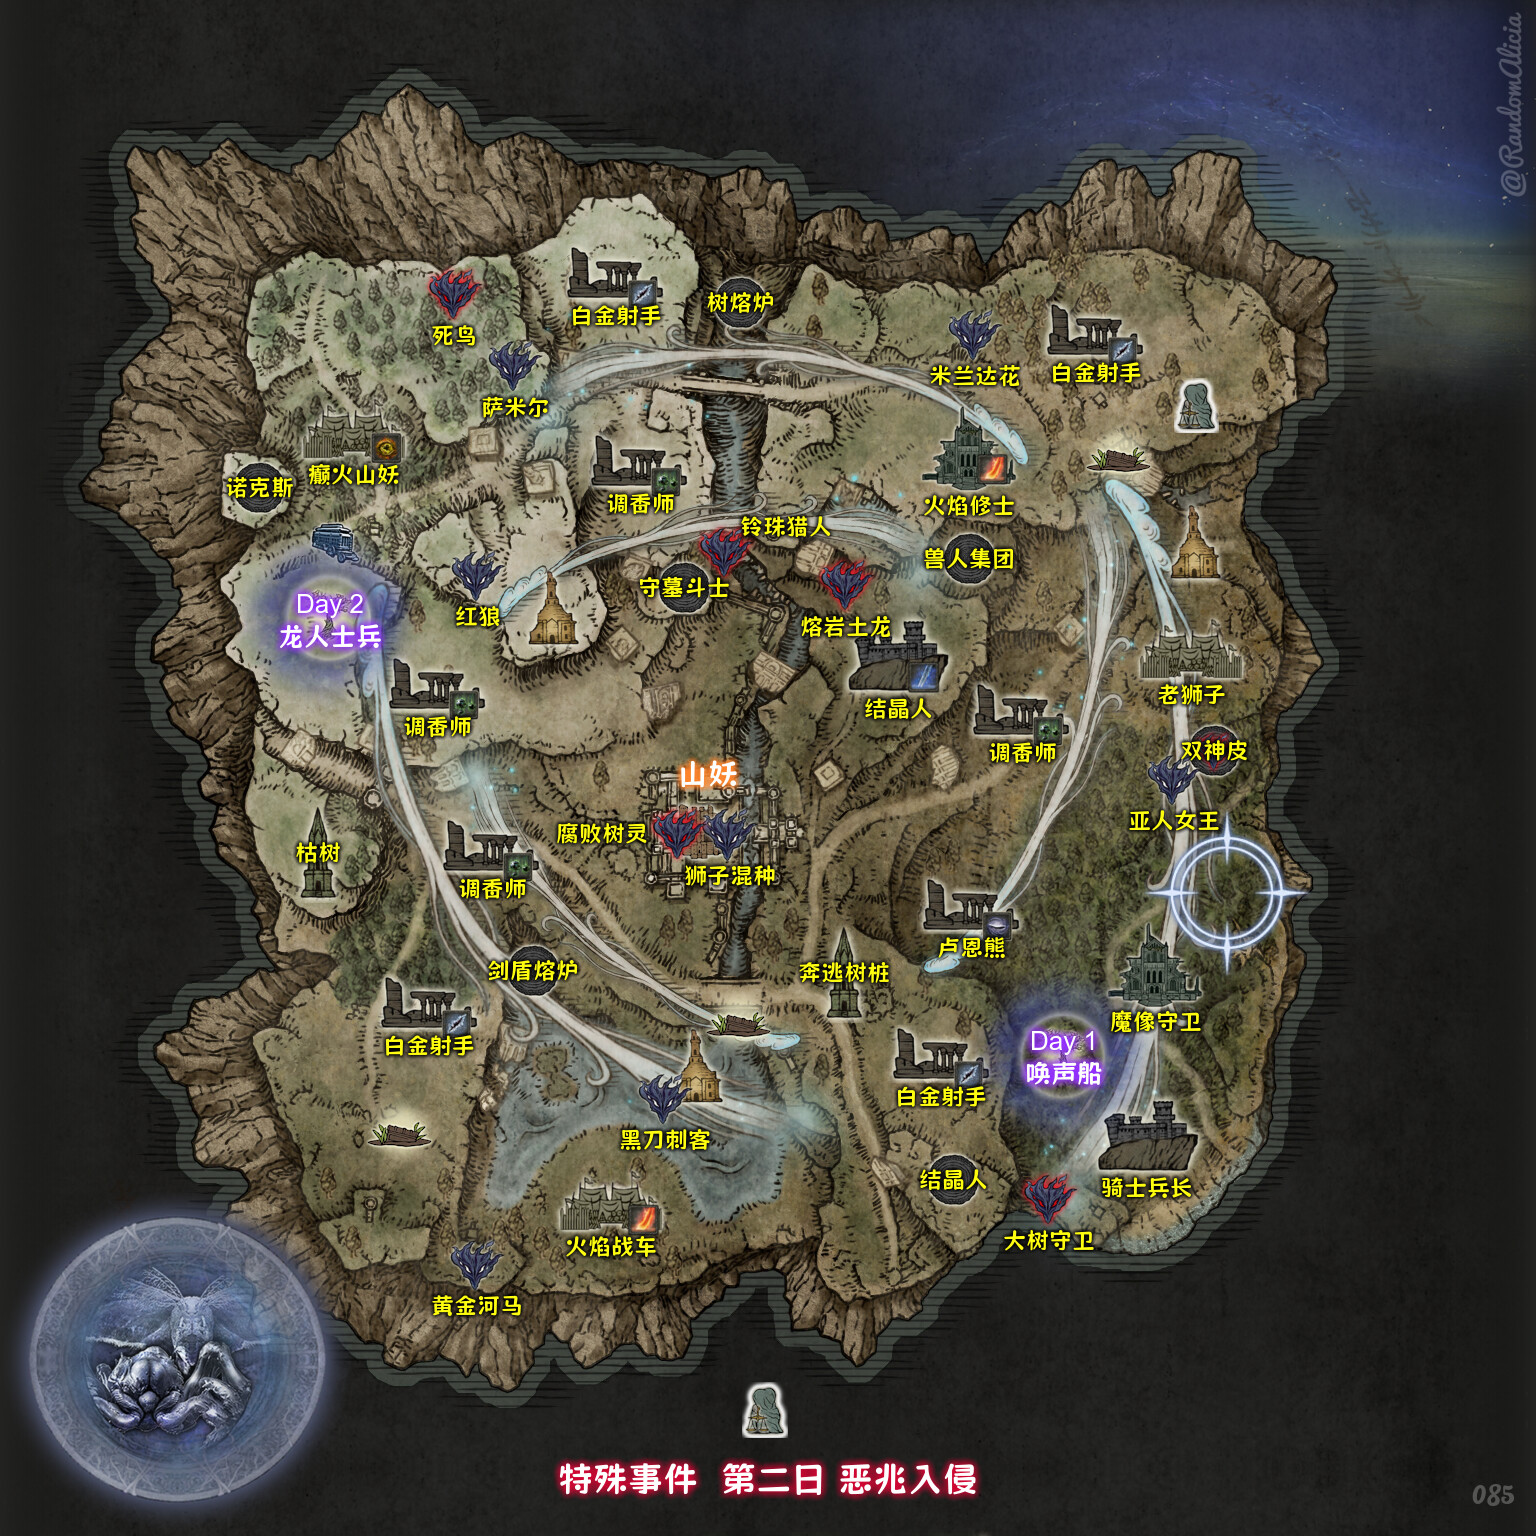 @RandomAlicia
死鸟
白金射手
树熔炉
萨米尔
米兰达花
白金射手
诺克斯
癫火山妖
调香师
火焰修士
铃珠猎人
守墓斗士
兽人集团
红狼
Day 2
龙人士兵
熔岩土龙
结晶人
老狮子
调香师
调香师
双神皮
山妖
亚人女王
腐败树灵
狮子混种
枯树
调香师
卢恩熊
剑盾熔炉
奔逃树桩
魔像守卫
白金射手
Day 1
唤声船
白金射手
黑刀刺客
结晶人
骑士兵长
大树守卫
火焰战车
黄金河马
特殊事件 第二日 恶兆入侵
085